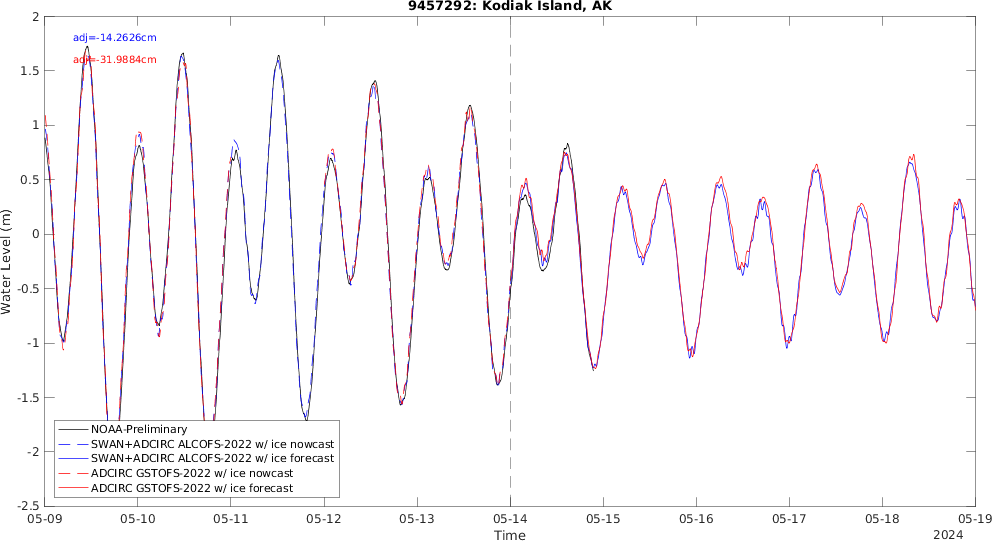 9457292: Kodiak Island, AK
adj=-14.2626cm
adj=-31.9884cm
Water Level (m)
2
1.5
1
0.5
0
-0.5
-1
-1.5
-2
-2.5
NOAA-Preliminary
SWAN+ADCIRC ALCOFS-2022 w/ ice nowcast
SWAN+ADCIRC ALCOFS-2022 w/ ice forecast
ADCIRC GSTOFS-2022 w/ ice nowcast
ADCIRC GSTOFS-2022 w/ ice forecast
05-09 05-10 05-11 05-12 05-13 05-14 05-15 05-16 05-17 05-18 05-19
Time
2024